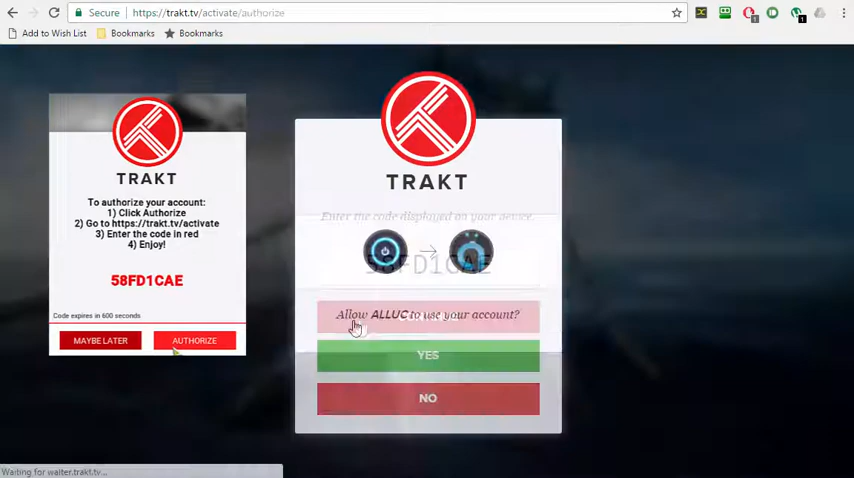 Secure
https://trakt.tv/activate/authorize
Add to Wish List
Bookmarks
Bookmarks
1
1
TRAKT
To authorize your account:
1) Click Authorize
2) Go to https://trakt.tv/activate
3) Enter the code in red
4) Enjoy!
58FD1CAE
Code expires in 600 seconds
MAYBE LATER
AUTHORIZE
TRAKT
Enter the code displayed on your device.
58FD1CAE
Allow ALLUC to use your account?
YES
NO
Waiting for walter.trakt.tv...